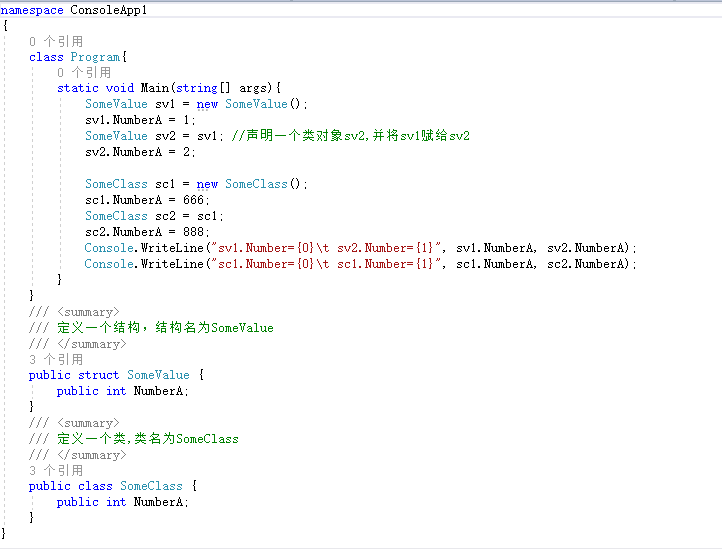 namespace ConsoleApp1
{
0 个引用
class Program{
0 个引用
static void Main(string[] args){
SomeValue sv1 = new SomeValue();
sv1.NumberA = 1;
SomeValue sv2 = sv1; //声明一个类对象sv2,并将sv1赋给sv2
sv2.NumberA = 2;
SomeClass sc1 = new SomeClass();
sc1.NumberA = 666;
SomeClass sc2 = sc1;
sc2.NumberA = 888;
Console.WriteLine("sv1.Number={0}\t sv2.Number={1}", sv1.NumberA, sv2.NumberA);
Console.WriteLine("sc1.Number={0}\t sc1.Number={1}", sc1.NumberA, sc2.NumberA);
}
}
/// <summary>
/// 定义一个结构，结构名为SomeValue
/// </summary>
3 个引用
public struct SomeValue {
public int NumberA;
}
/// <summary>
/// 定义一个类,类名为SomeClass
/// </summary>
3 个引用
public class SomeClass {
public int NumberA;
}
}